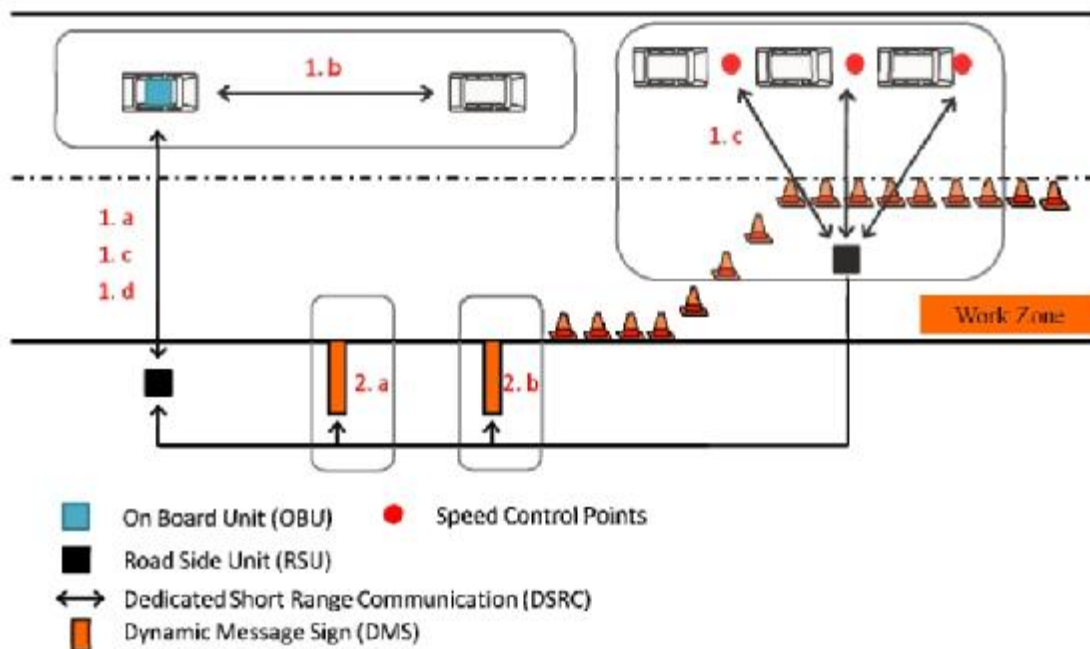 1. b
1. c
1. a
1. c
1. d
Work Zone
2. a
2. b
On Board Unit (OBU)
Speed Control Points
Road Side Unit (RSU)
Dedicated Short Range Communication (DSRC)
Dynamic Message Sign (DMS)